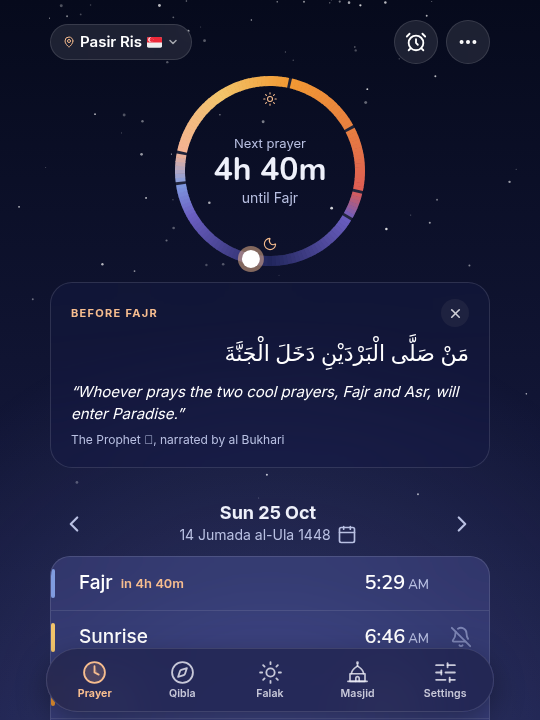 Pasir Ris 🇸🇬
Next prayer
4h 40m
until Fajr
BEFORE FAJR
مَنْ صَلَّى الْبَرْدَيْنِ دَخَلَ الْجَنَّةَ
“Whoever prays the two cool prayers, Fajr and Asr, will
enter Paradise.”
The Prophet , narrated by al Bukhari
Sun 25 Oct
14 Jumada al-Ula 1448
Fajr In 4h 40m 5:29 AM
Sunrise 6:46 AM
Prayer Qibla Falak Masjid Settings